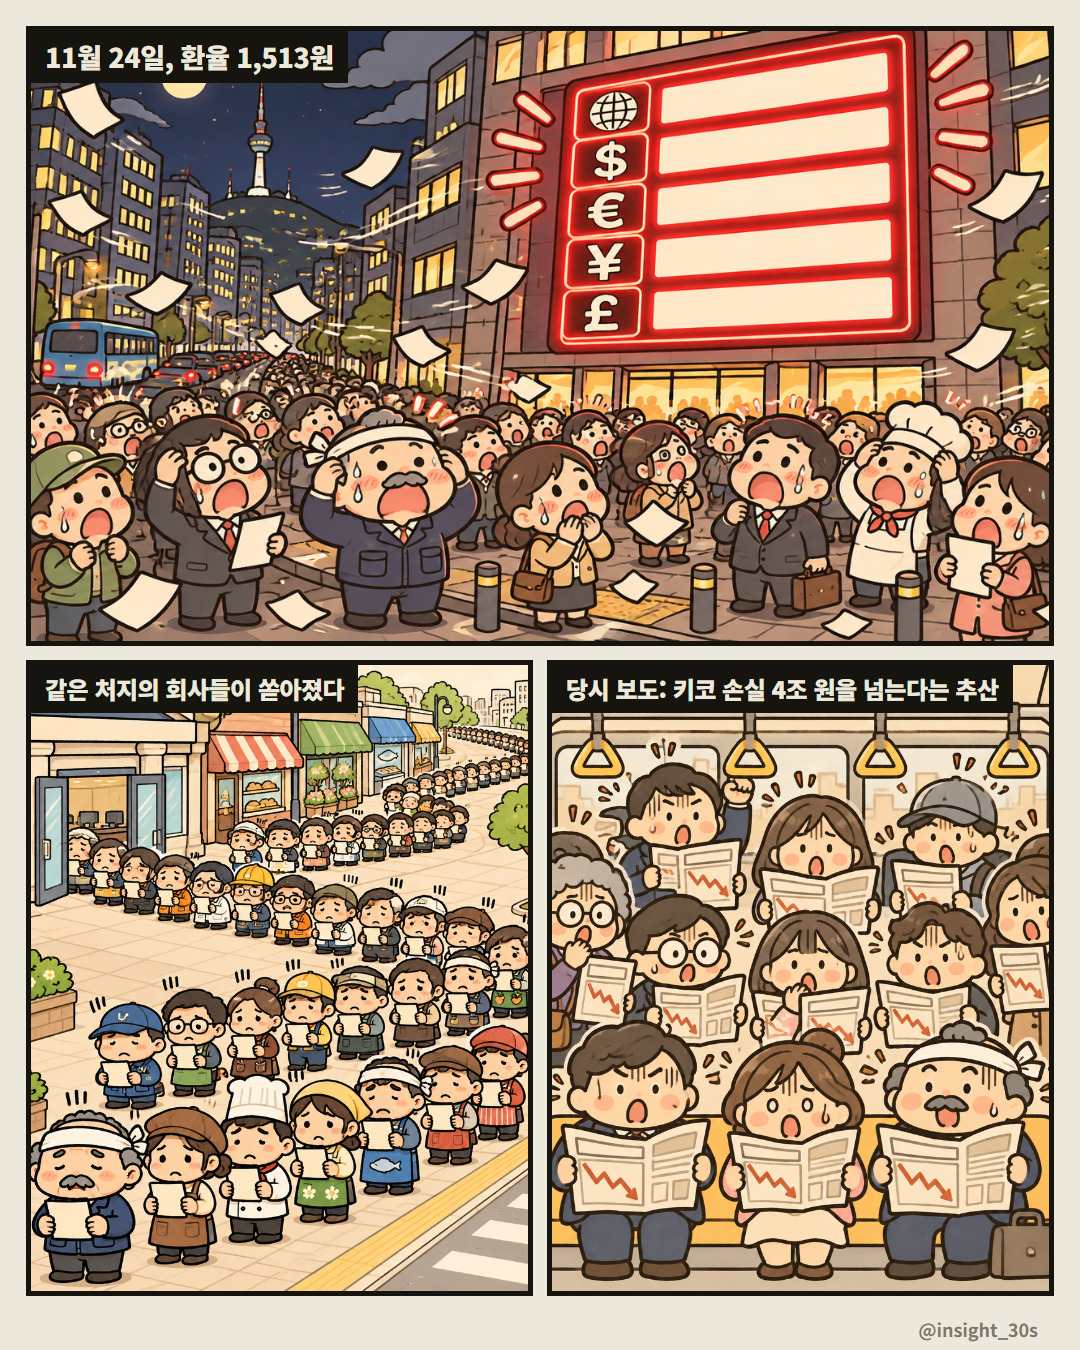 11월 24일, 환율 1,513원
$
€
¥
£
같은 처지의 회사들이 쏟아졌다
당시 보도: 키코 손실 4조 원을 넘는다는 추산
@insight_30s